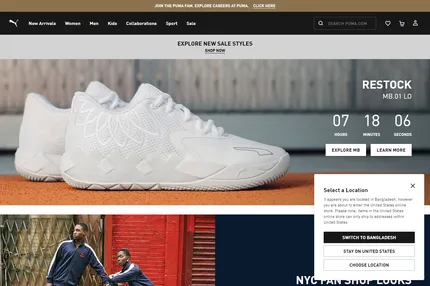 JOIN THE PUMA FAM. EXPLORE CAREERS AT PUMA. CLICK HERE
New Arrivals Women Men Kids Collaborations Sport Sale
SEARCH PUMA.COM
EXPLORE NEW SALE STYLES
SHOP NOW
RESTOCK
MB.01 LO
07 18 06
HOURS MINUTES SECONDS
EXPLORE MB LEARN MORE
Select a Location
It appears you are located in Bangladesh, however
you are about to enter the United States online
store. Please note, items in the United States
online store can only ship to addresses within
United States.
SWITCH TO BANGLADESH
STAY ON UNITED STATES
CHOOSE LOCATION
NYC FAN SHOP LOOKS